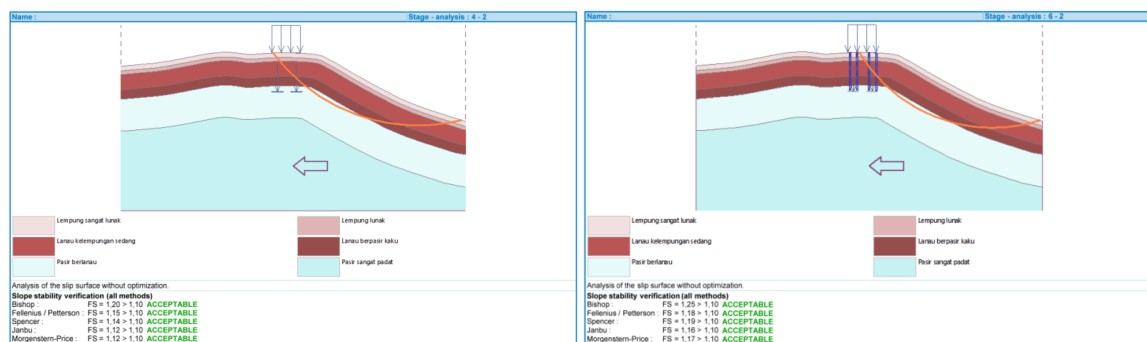 Name : Stage - analysis : 4 - 2
Lempung sangat lunak Lempung lunak
Lanau kelempungan sedang Lanau berpasir kaku
Pasir berlanau Pasir sangat padat
Analysis of the slip surface without optimization.
Slope stability verification (all methods)
Bishop : FS = 1,20 > 1,10 ACCEPTABLE
Fellenius / Petterson : FS = 1,15 > 1,10 ACCEPTABLE
Spencer : FS = 1,14 > 1,10 ACCEPTABLE
Janbu : FS = 1,12 > 1,10 ACCEPTABLE
Morgenstern-Price : FS = 1,12 > 1,10 ACCEPTABLE
Name : Stage - analysis : 6 - 2
Lempung sangat lunak Lempung lunak
Lanau kelempungan sedang Lanau berpasir kaku
Pasir berlanau Pasir sangat padat
Analysis of the slip surface without optimization.
Slope stability verification (all methods)
Bishop : FS = 1,25 > 1,10 ACCEPTABLE
Fellenius / Petterson : FS = 1,18 > 1,10 ACCEPTABLE
Spencer : FS = 1,19 > 1,10 ACCEPTABLE
Janbu : FS = 1,16 > 1,10 ACCEPTABLE
Morgenstern-Price : FS = 1,17 > 1,10 ACCEPTABLE